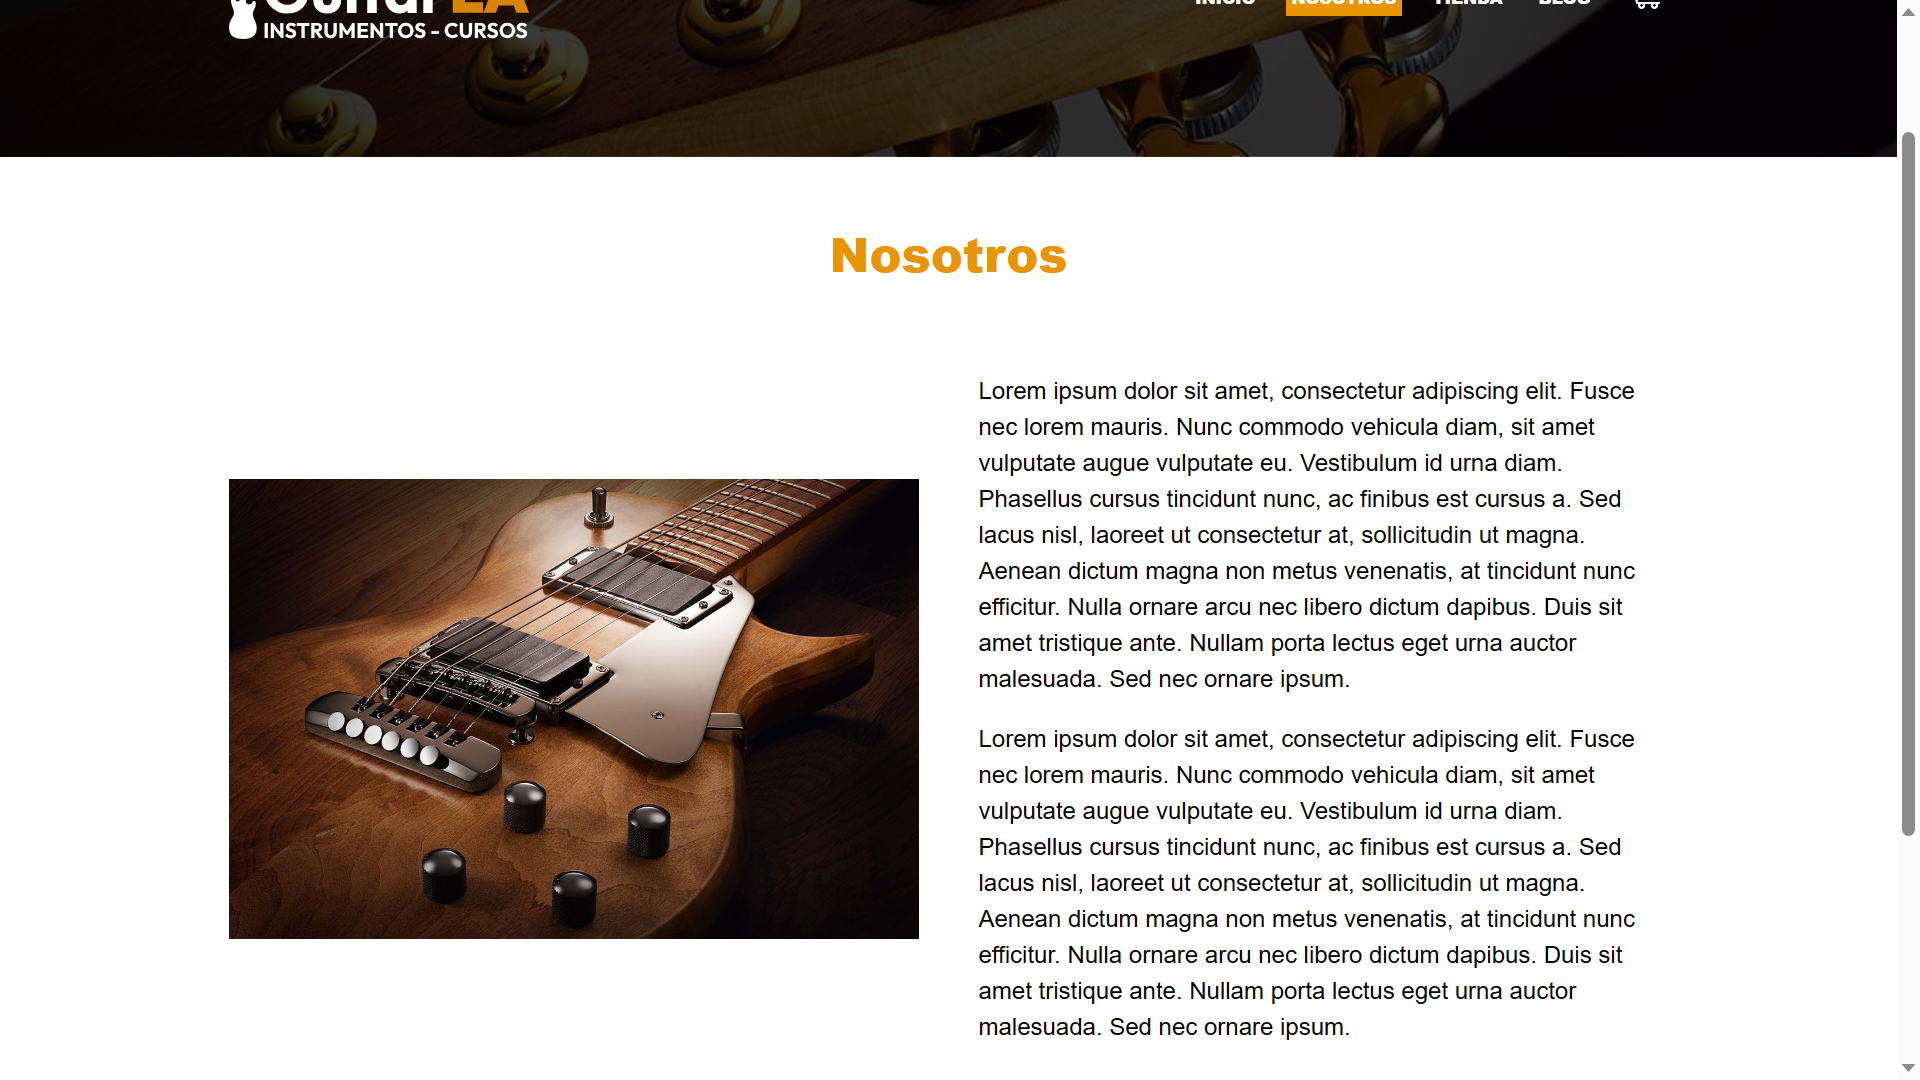 Guitar LA
INSTRUMENTOS - CURSOS
INICIO NOSOTROS TIENDA BLOG
Nosotros
Lorem ipsum dolor sit amet, consectetur adipiscing elit. Fusce
nec lorem mauris. Nunc commodo vehicula diam, sit amet
vulputate augue vulputate eu. Vestibulum id urna diam.
Phasellus cursus tincidunt nunc, ac finibus est cursus a. Sed
lacus nisl, laoreet ut consectetur at, sollicitudin ut magna.
Aenean dictum magna non metus venenatis, at tincidunt nunc
efficitur. Nulla ornare arcu nec libero dictum dapibus. Duis sit
amet tristique ante. Nullam porta lectus eget urna auctor
malesuada. Sed nec ornare ipsum.
Lorem ipsum dolor sit amet, consectetur adipiscing elit. Fusce
nec lorem mauris. Nunc commodo vehicula diam, sit amet
vulputate augue vulputate eu. Vestibulum id urna diam.
Phasellus cursus tincidunt nunc, ac finibus est cursus a. Sed
lacus nisl, laoreet ut consectetur at, sollicitudin ut magna.
Aenean dictum magna non metus venenatis, at tincidunt nunc
efficitur. Nulla ornare arcu nec libero dictum dapibus. Duis sit
amet tristique ante. Nullam porta lectus eget urna auctor
malesuada. Sed nec ornare ipsum.